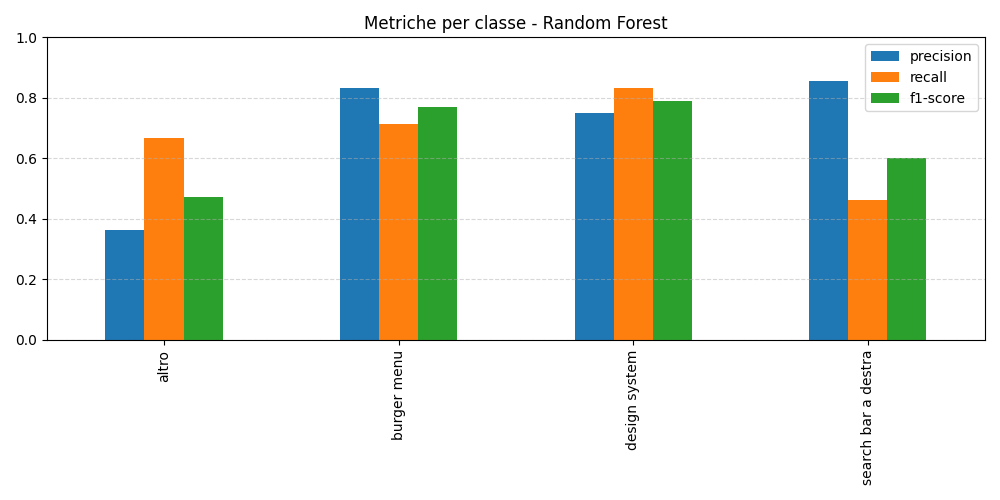 Metriche per classe - Random Forest
1.0
0.8
0.6
0.4
0.2
0.0
precision
recall
f1-score
altro
burger menu
design system
search bar a destra